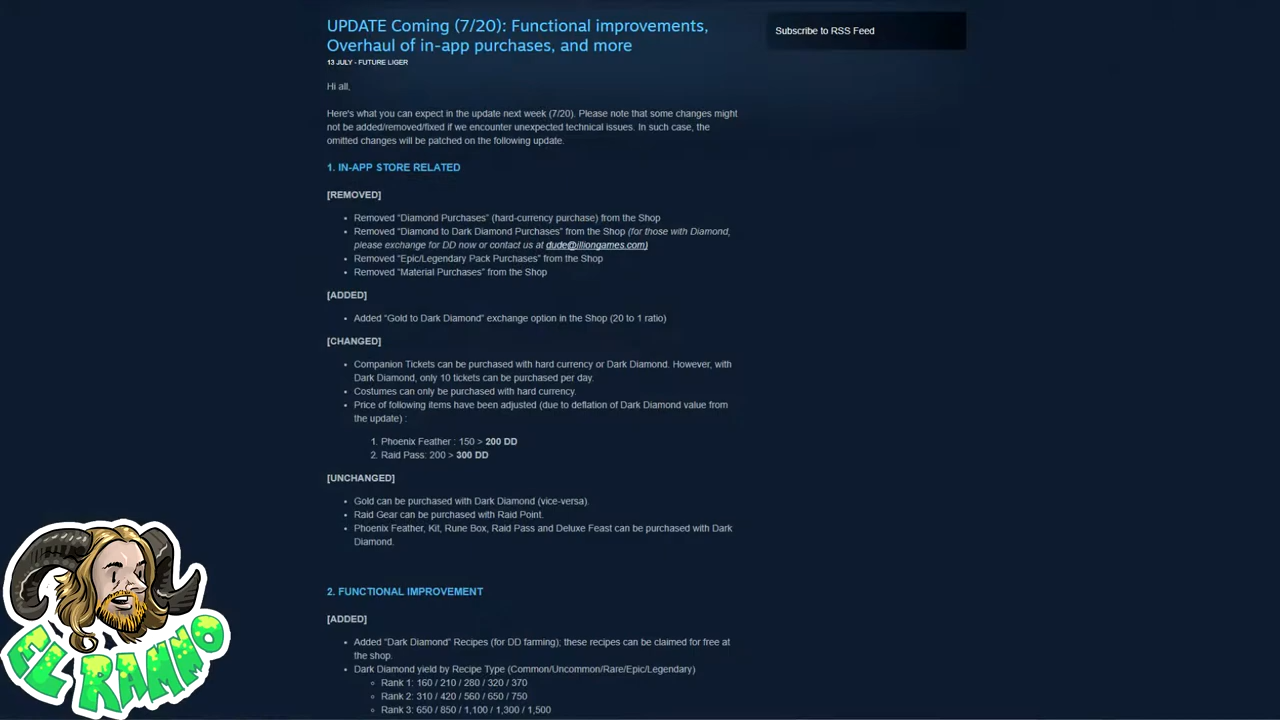 UPDATE Coming (7/20): Functional improvements,
Overhaul of in-app purchases, and more
13 JULY - FUTURE LIGER
Subscribe to RSS Feed
Hi all,
Here's what you can expect in the update next week (7/20). Please note that some changes might
not be added/removed/fixed if we encounter unexpected technical issues. In such case, the
omitted changes will be patched on the following update.
1. IN-APP STORE RELATED
[REMOVED]
• Removed “Diamond Purchases” (hard-currency purchase) from the Shop
• Removed “Diamond to Dark Diamond Purchases” from the Shop (for those with Diamond,
please exchange for DD now or contact us at dude@illiongames.com)
• Removed “Epic/Legendary Pack Purchases” from the Shop
• Removed “Material Purchases” from the Shop
[ADDED]
• Added “Gold to Dark Diamond” exchange option in the Shop (20 to 1 ratio)
[CHANGED]
• Companion Tickets can be purchased with hard currency or Dark Diamond. However, with
Dark Diamond, only 10 tickets can be purchased per day.
• Costumes can only be purchased with hard currency.
• Price of following items have been adjusted (due to deflation of Dark Diamond value from
the update) :
1. Phoenix Feather : 150 > 200 DD
2. Raid Pass: 200 > 300 DD
[UNCHANGED]
• Gold can be purchased with Dark Diamond (vice-versa).
• Raid Gear can be purchased with Raid Point.
• Phoenix Feather, Kit, Rune Box, Raid Pass and Deluxe Feast can be purchased with Dark
Diamond.
2. FUNCTIONAL IMPROVEMENT
[ADDED]
• Added “Dark Diamond” Recipes (for DD farming); these recipes can be claimed for free at
the shop.
• Dark Diamond yield by Recipe Type (Common/Uncommon/Rare/Epic/Legendary)
Rank 1: 160 / 210 / 280 / 320 / 370
Rank 2: 310 / 420 / 560 / 650 / 750
Rank 3: 650 / 850 / 1,100 / 1,300 / 1,500
EL RAMMO